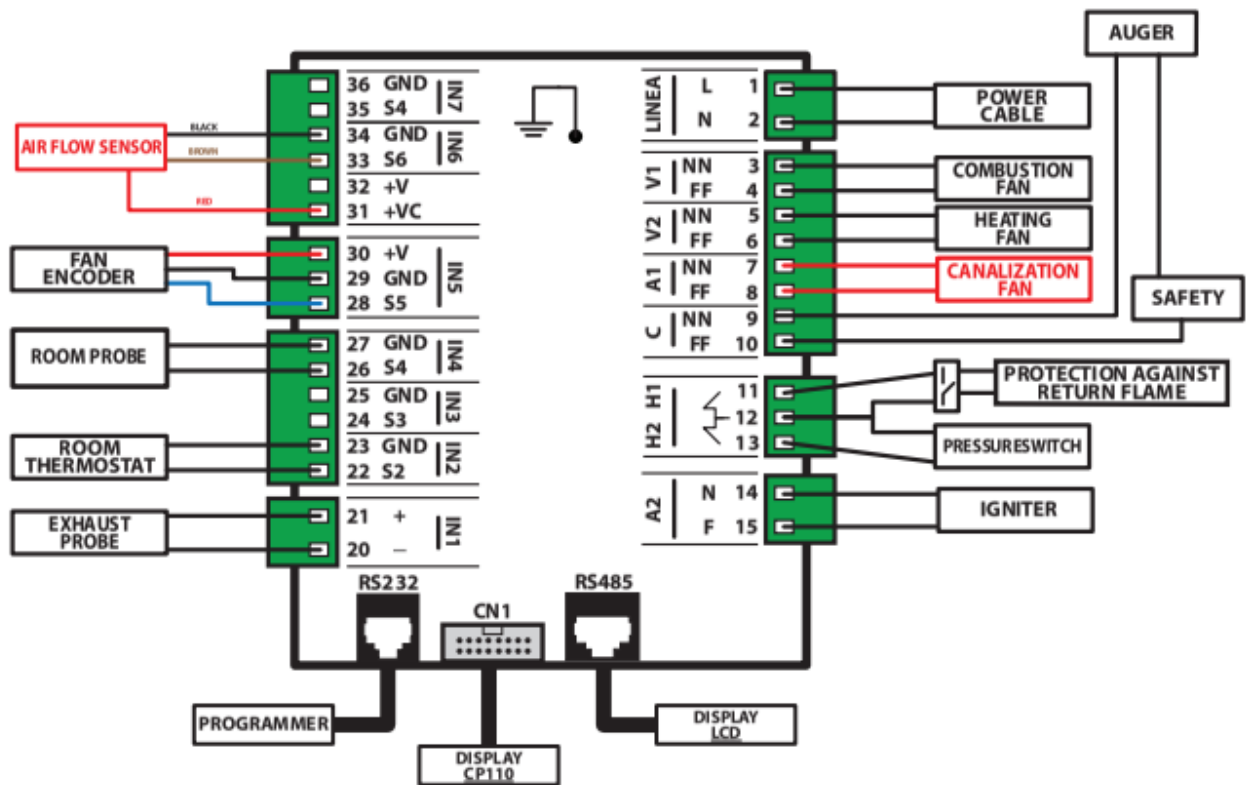 AUGER
36 GND
35 S4
IN7
34 GND
33 S6
IN6
32 +V
31 +VC
BLACK
BROWN
RED
AIR FLOW SENSOR
30 +V
29 GND
28 S5
IN5
FAN
ENCODER
27 GND
26 S4
IN4
ROOM PROBE
25 GND
24 S3
IN3
23 GND
22 S2
IN2
ROOM
THERMOSTAT
21 +
20 –
IN1
EXHAUST
PROBE
LINEA
L 1
N 2
POWER
CABLE
V1
NN 3
FF 4
COMBUSTION
FAN
V2
NN 5
FF 6
HEATING
FAN
A1
NN 7
FF 8
CANALIZATION
FAN
C
NN 9
FF 10
SAFETY
H2 H1
11
12
13
PROTECTION AGAINST
RETURN FLAME
PRESSURESWITCH
A2
N 14
F 15
IGNITER
RS232
CN1
RS485
PROGRAMMER
DISPLAY
CP110
DISPLAY
LCD